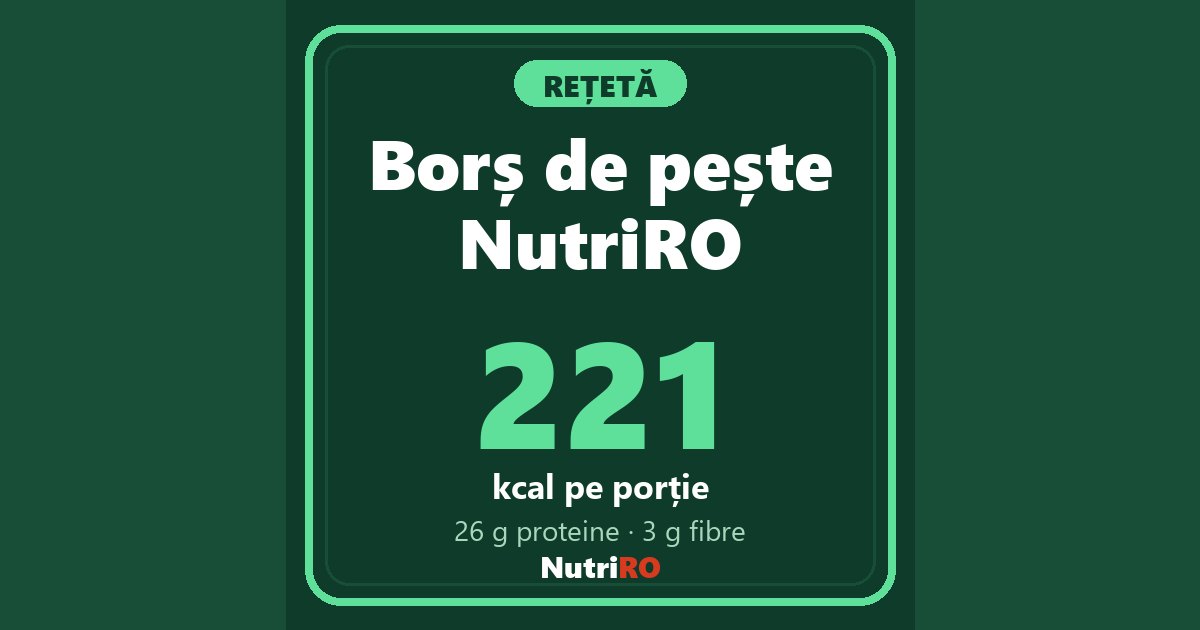 REȚETĂ
Borș de pește
NutriRO
221
kcal pe porție
26 g proteine · 3 g fibre
NutriRO